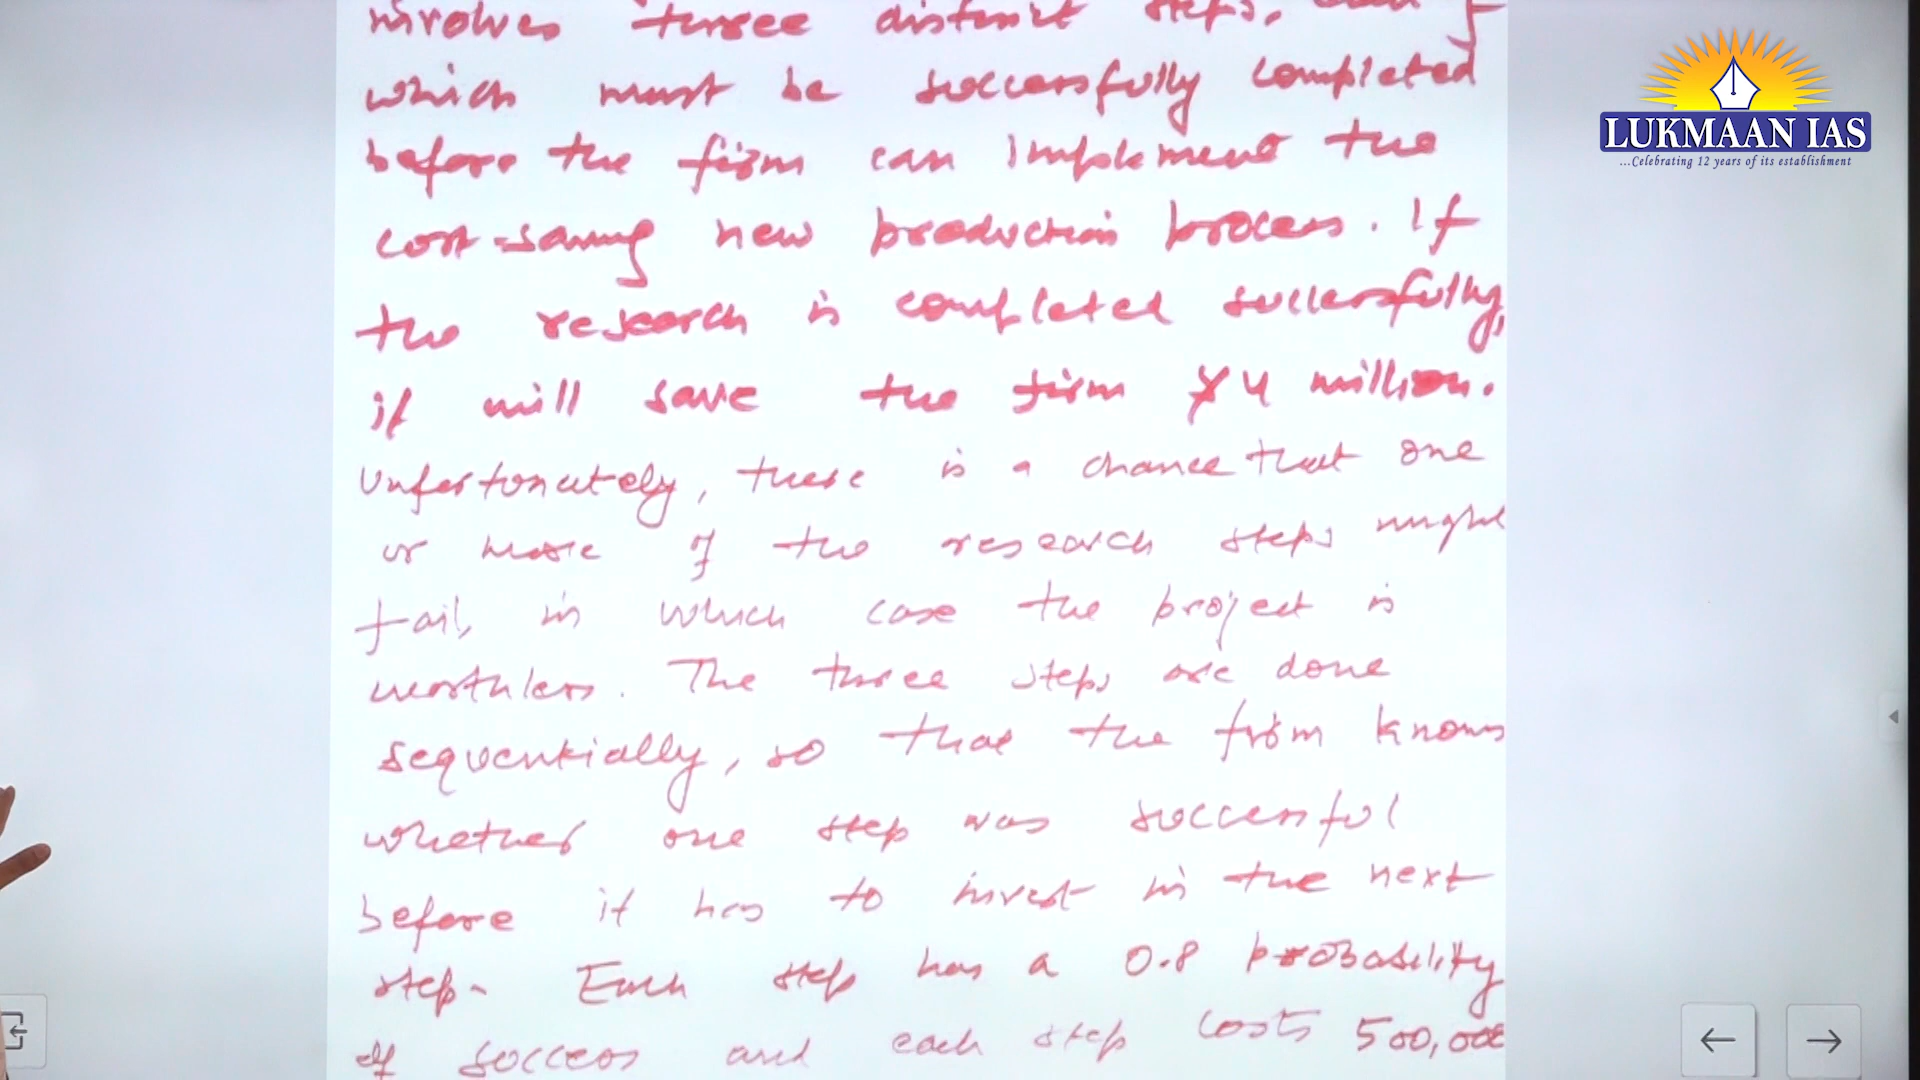 involves three distinct steps, each of
which must be successfully completed
before the firm can implement the
cost-saving new production process. If
the research is completed successfully,
it will save the firm $4 million.
Unfortunately, there is a chance that one
or more of the research steps might
fail, in which case the project is
worthless. The three steps are done
sequentially, so that the firm knows
whether one step was successful
before it has to invest in the next
step. Each step has a 0.8 probability
of success and each step costs 500,000
LUKMAAN IAS
...Celebrating 12 years of its establishment